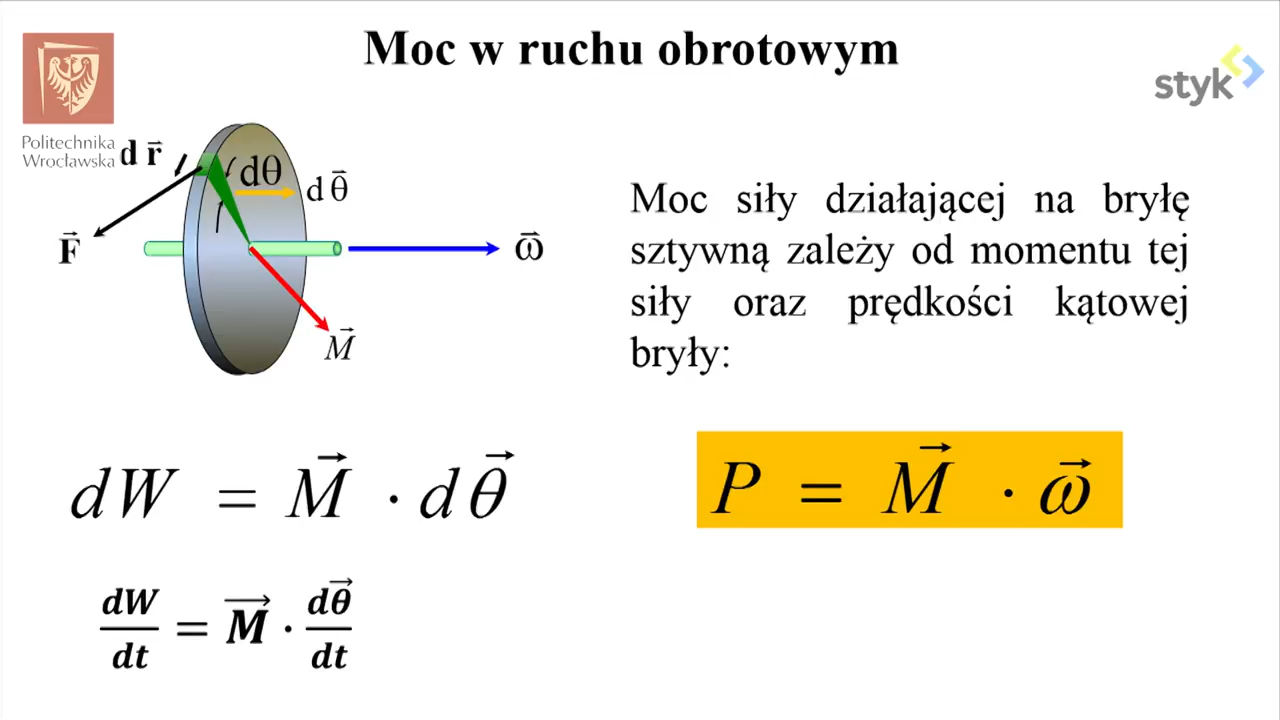 Moc w ruchu obrotowym
styk
Politechnika
Wrocławska
d r⃗
dθ
d θ⃗
F⃗
ω⃗
M⃗
Moc siły działającej na bryłę
sztywną zależy od momentu tej
siły oraz prędkości kątowej
bryły:
dW = M⃗ · dθ⃗
P = M⃗ · ω⃗
dW/dt = M⃗ · dθ⃗/dt